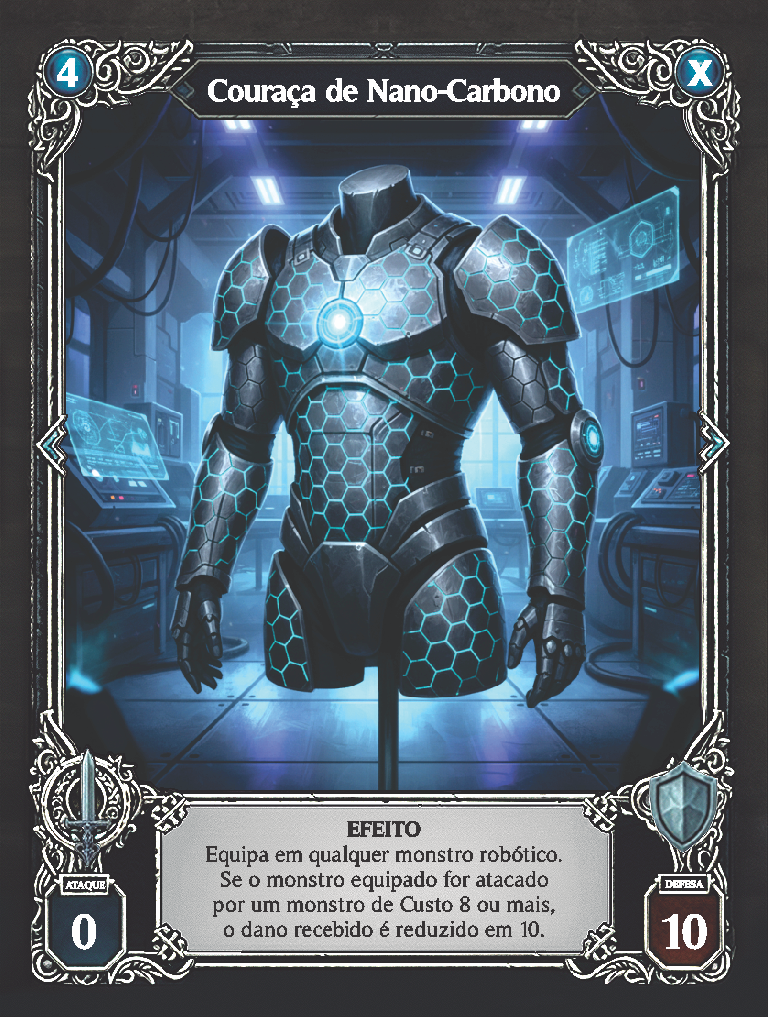 4
Couraça de Nano-Carbono
X
EFEITO
Equipa em qualquer monstro robótico.
Se o monstro equipado for atacado
por um monstro de Custo 8 ou mais,
o dano recebido é reduzido em 10.
ATAQUE
0
DEFESA
10